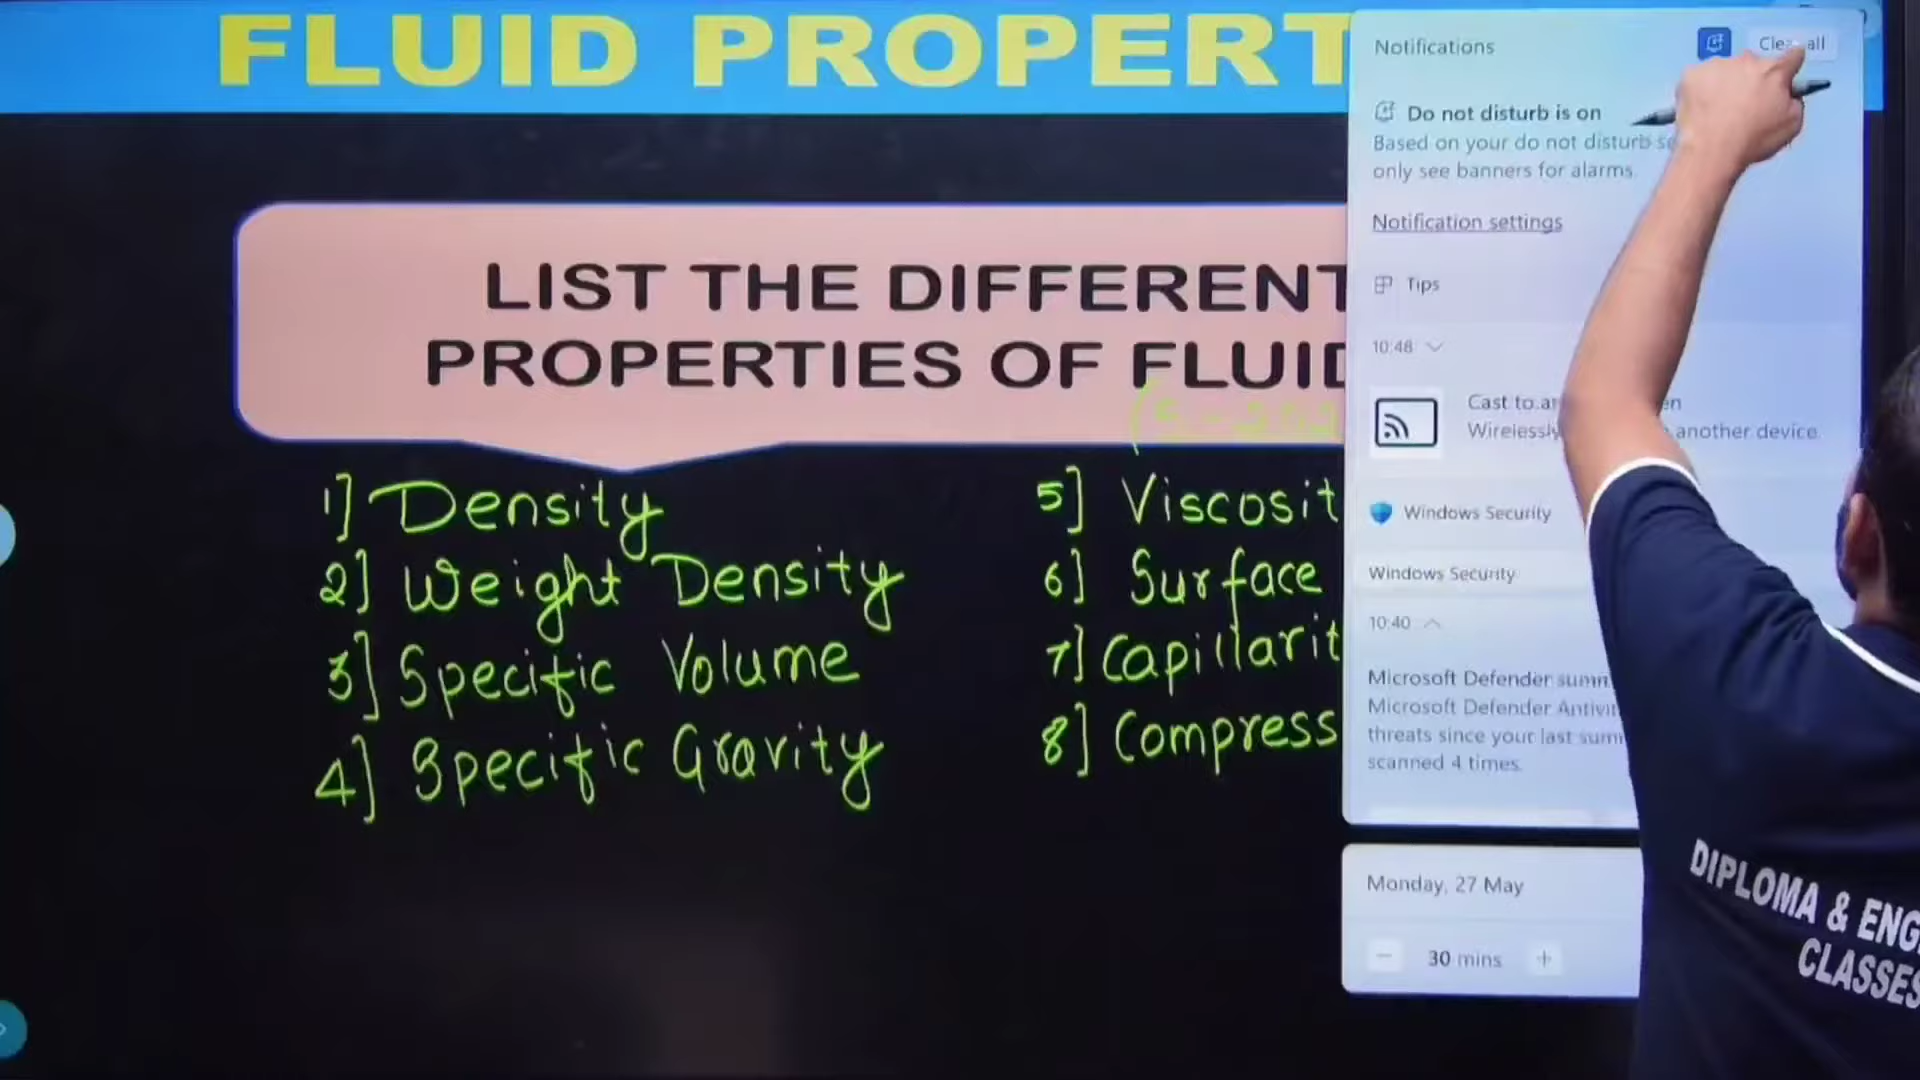 FLUID PROPERT
LIST THE DIFFERENT
PROPERTIES OF FLUID
1] Density
2] Weight Density
3] Specific Volume
4] Specific Gravity
5] Viscosit
6] Surface
7] Capillarit
8] Compress
Notifications
Clear all
Do not disturb is on
Based on your do not disturb
only see banners for alarms.
Notification settings
Tips
10:48
Cast to
Wirelessly another device
Windows Security
Windows Security
10:40
Microsoft Defender summ
Microsoft Defender Antivi
threats since your last sum
scanned 4 times.
Monday, 27 May
30 mins
DIPLOMA & ENG
CLASSES